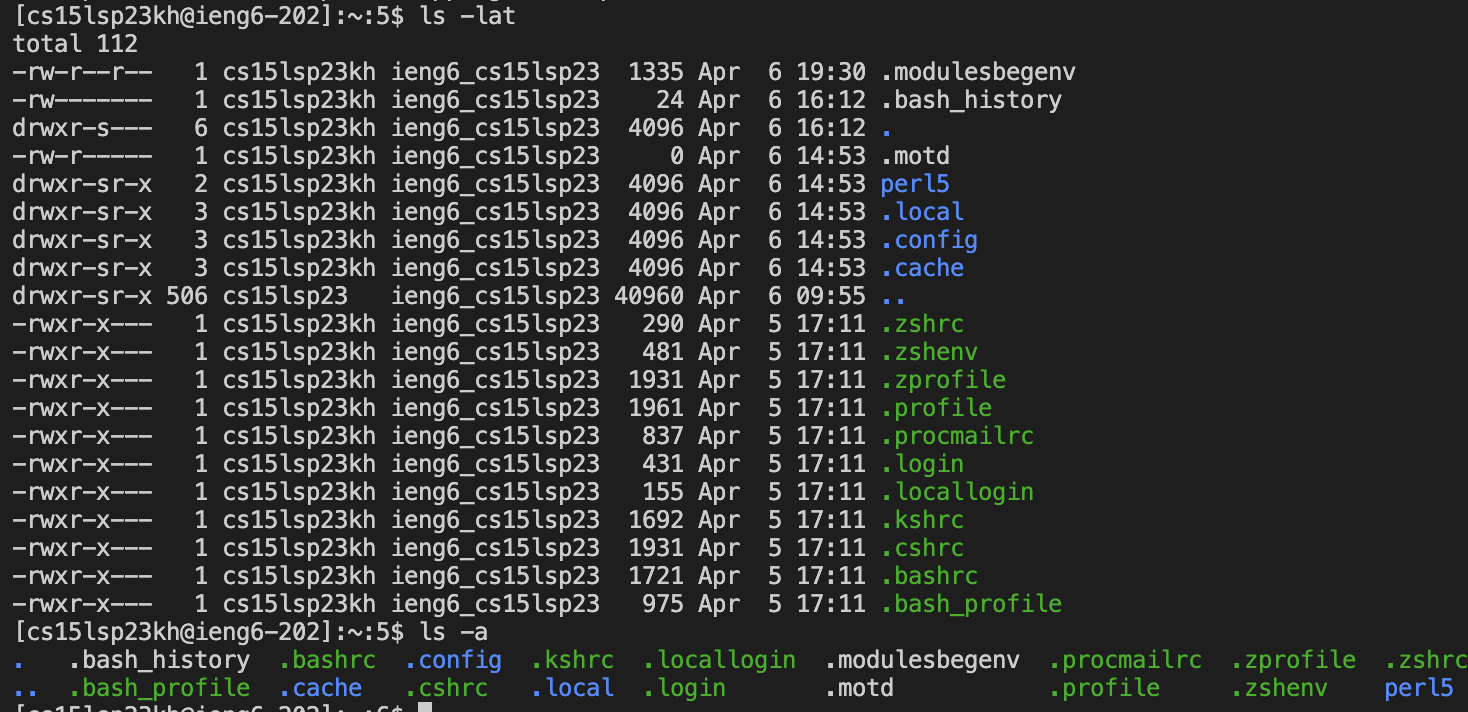 [cs15lsp23kh@ieng6-202]:~:5$ ls -lat
total 112
-rw-r--r--   1 cs15lsp23kh ieng6_cs15lsp23  1335 Apr  6 19:30 .modulesbegenv
-rw-------   1 cs15lsp23kh ieng6_cs15lsp23    24 Apr  6 16:12 .bash_history
drwxr-s---   6 cs15lsp23kh ieng6_cs15lsp23  4096 Apr  6 16:12 .
-rw-r-----   1 cs15lsp23kh ieng6_cs15lsp23     0 Apr  6 14:53 .motd
drwxr-sr-x   2 cs15lsp23kh ieng6_cs15lsp23  4096 Apr  6 14:53 perl5
drwxr-sr-x   3 cs15lsp23kh ieng6_cs15lsp23  4096 Apr  6 14:53 .local
drwxr-sr-x   3 cs15lsp23kh ieng6_cs15lsp23  4096 Apr  6 14:53 .config
drwxr-sr-x   3 cs15lsp23kh ieng6_cs15lsp23  4096 Apr  6 14:53 .cache
drwxr-sr-x 506 cs15lsp23   ieng6_cs15lsp23 40960 Apr  6 09:55 ..
-rwxr-x---   1 cs15lsp23kh ieng6_cs15lsp23   290 Apr  5 17:11 .zshrc
-rwxr-x---   1 cs15lsp23kh ieng6_cs15lsp23   481 Apr  5 17:11 .zshenv
-rwxr-x---   1 cs15lsp23kh ieng6_cs15lsp23  1931 Apr  5 17:11 .zprofile
-rwxr-x---   1 cs15lsp23kh ieng6_cs15lsp23  1961 Apr  5 17:11 .profile
-rwxr-x---   1 cs15lsp23kh ieng6_cs15lsp23   837 Apr  5 17:11 .procmailrc
-rwxr-x---   1 cs15lsp23kh ieng6_cs15lsp23   431 Apr  5 17:11 .login
-rwxr-x---   1 cs15lsp23kh ieng6_cs15lsp23   155 Apr  5 17:11 .locallogin
-rwxr-x---   1 cs15lsp23kh ieng6_cs15lsp23  1692 Apr  5 17:11 .kshrc
-rwxr-x---   1 cs15lsp23kh ieng6_cs15lsp23  1931 Apr  5 17:11 .cshrc
-rwxr-x---   1 cs15lsp23kh ieng6_cs15lsp23  1721 Apr  5 17:11 .bashrc
-rwxr-x---   1 cs15lsp23kh ieng6_cs15lsp23   975 Apr  5 17:11 .bash_profile
[cs15lsp23kh@ieng6-202]:~:5$ ls -a
.   .bash_history  .bashrc  .config  .kshrc  .locallogin  .modulesbegenv  .procmailrc  .zprofile  .zshrc
..  .bash_profile  .cache   .cshrc   .local  .login       .motd           .profile     .zshenv    perl5
[cs15lsp23kh@ieng6-202]:~:6$